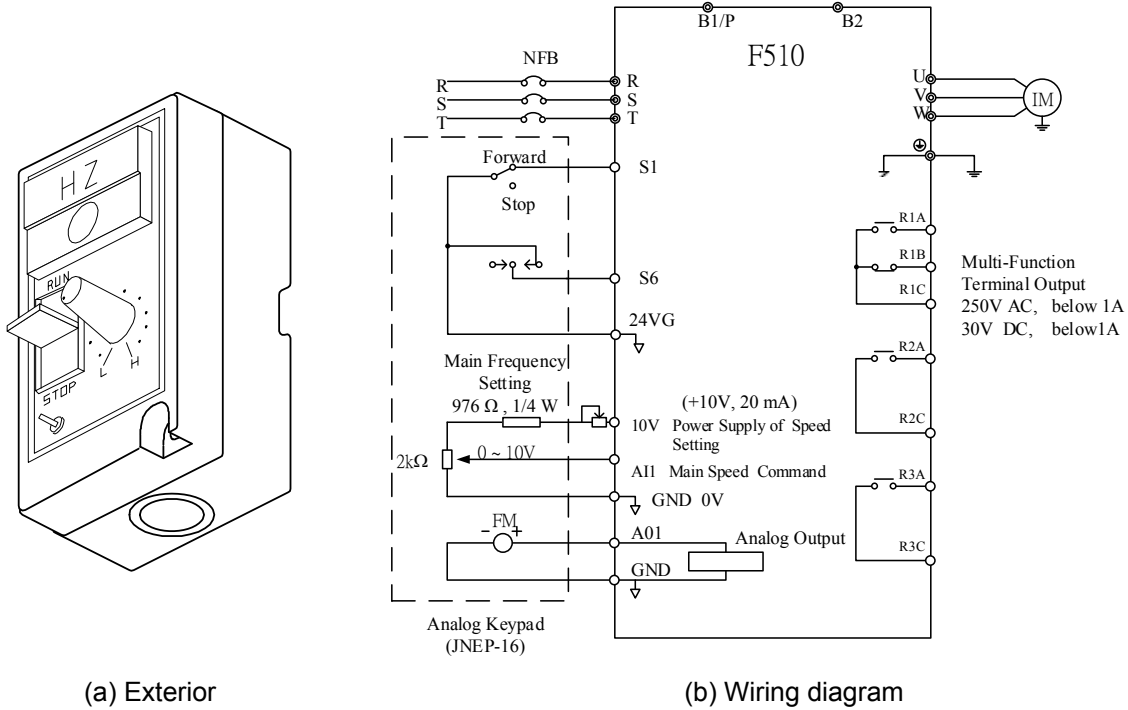 HZ
RUN
L
H
STOP
(a) Exterior
B1/P
B2
F510
NFB
R
S
T
R
S
T
U
V
W
IM
Forward
Stop
S1
S6
24VG
R1A
R1B
R1C
Multi-Function
Terminal Output
250V AC, below 1A
30V DC, below1A
R2A
R2C
R3A
R3C
Main Frequency
Setting
976 Ω , 1/4 W
2kΩ
0 ~ 10V
(+10V, 20 mA)
10V Power Supply of Speed
Setting
AI1 Main Speed Command
GND 0V
- FM +
A01
GND
Analog Output
Analog Keypad
(JNEP-16)
(b) Wiring diagram